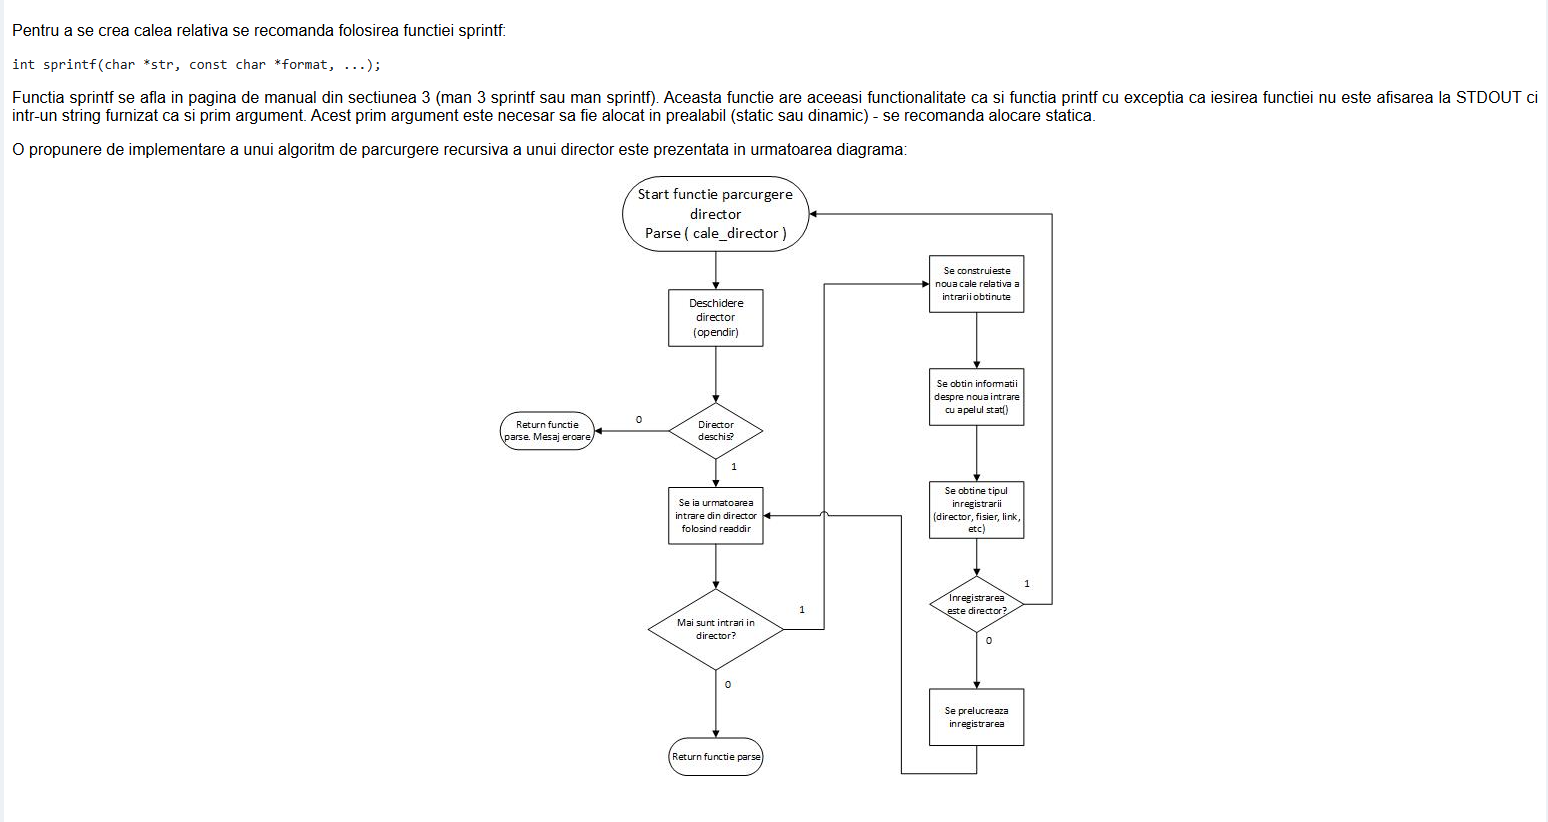 Pentru a se crea calea relativa se recomanda folosirea functiei sprintf:
int sprintf(char *str, const char *format, ...);
Functia sprintf se afla in pagina de manual din sectiunea 3 (man 3 sprintf sau man sprintf). Aceasta functie are aceeasi functionalitate ca si functia printf cu exceptia ca iesirea functiei nu este afisarea la STDOUT ci
intr-un string furnizat ca si prim argument. Acest prim argument este necesar sa fie alocat in prealabil (static sau dinamic) - se recomanda alocare statica.
O propunere de implementare a unui algoritm de parcurgere recursiva a unui director este prezentata in urmatoarea diagrama:
Start functie parcurgere
director
Parse ( cale_director )
Deschidere
director
(opendir)
Director
deschis?
0
Return functie
parse. Mesaj eroare
1
Se ia urmatoarea
intrare din director
folosind readdir
Mai sunt intrari in
director?
1
0
Return functie parse
Se construieste
noua cale relativa a
intrarii obtinute
Se obtin informatii
despre noua intrare
cu apelul stat()
Se obtine tipul
inregistrarii
(director, fisier, link,
etc)
Inregistrarea
este director?
1
0
Se prelucreaza
inregistrarea